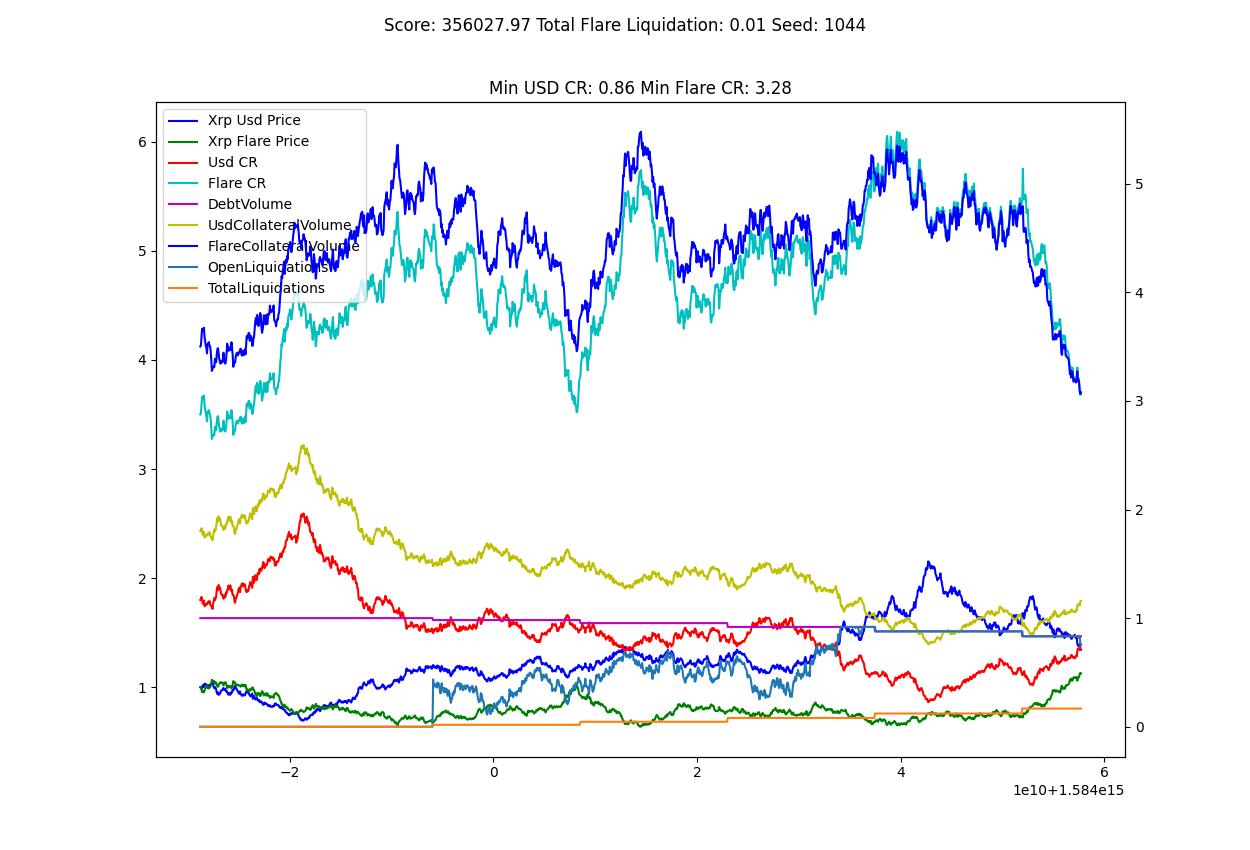 Score: 356027.97 Total Flare Liquidation: 0.01 Seed: 1044
Min USD CR: 0.86 Min Flare CR: 3.28
Xrp Usd Price
Xrp Flare Price
Usd CR
Flare CR
DebtVolume
UsdCollateralVolume
FlareCollateralVolume
OpenLiquidations
TotalLiquidations
6
5
4
3
2
1
5
4
3
2
1
0
−2
0
2
4
6
1e10+1.584e15